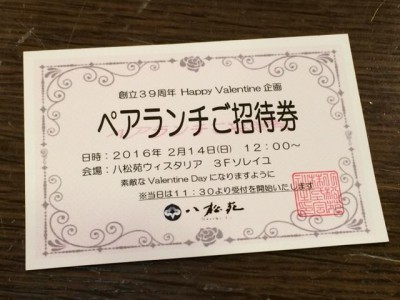 創立39周年 Happy Valentine 企画
ペアランチご招待券
日時：2016年 2月14日(日) 12:00~
会場：八松苑ウィスタリア 3Fソレイユ
素敵な Valentine Day になりますように
※当日は11:30より受付を開始いたします
八松苑